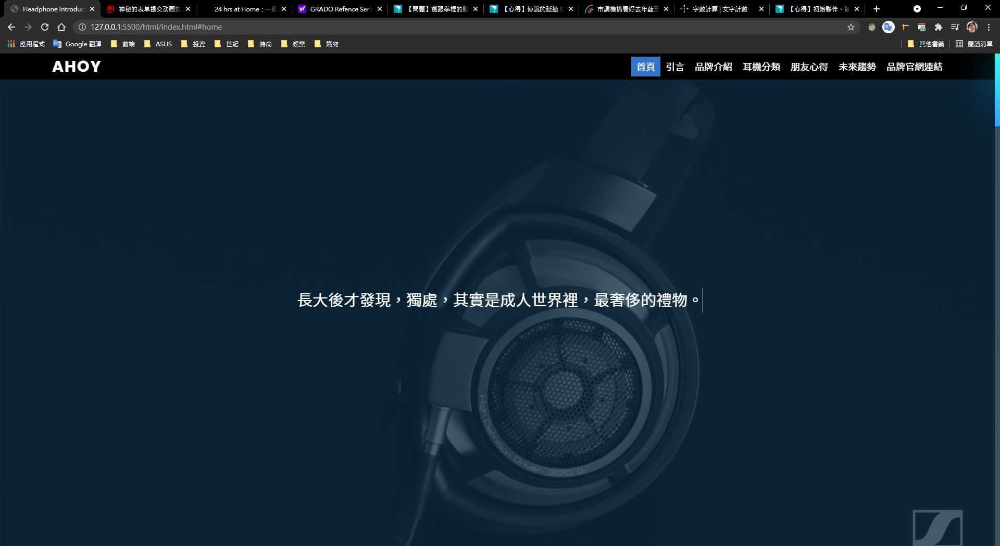 Headphone Introduc
神秘的表单提交动画效
24 hrs at Home：一個
GRADO Refence Seri
【問題】劍跟拳棍的點
【心得】傳說的延續 S
市調機構看好去年藍牙
字數計算 | 文字計數
【心得】初始夥伴、
127.0.0.1:5500/html/index.html#home
應用程式
Google 翻譯
前端
ASUS
投資
世紀
時尚
娛樂
購物
其他書籤
閱讀清單
AHOY
首頁
引言
品牌介紹
耳機分類
朋友心得
未來趨勢
品牌官網連結
長大後才發現，獨處，其實是成人世界裡，最奢侈的禮物。
High Definition Driver 300 Ω